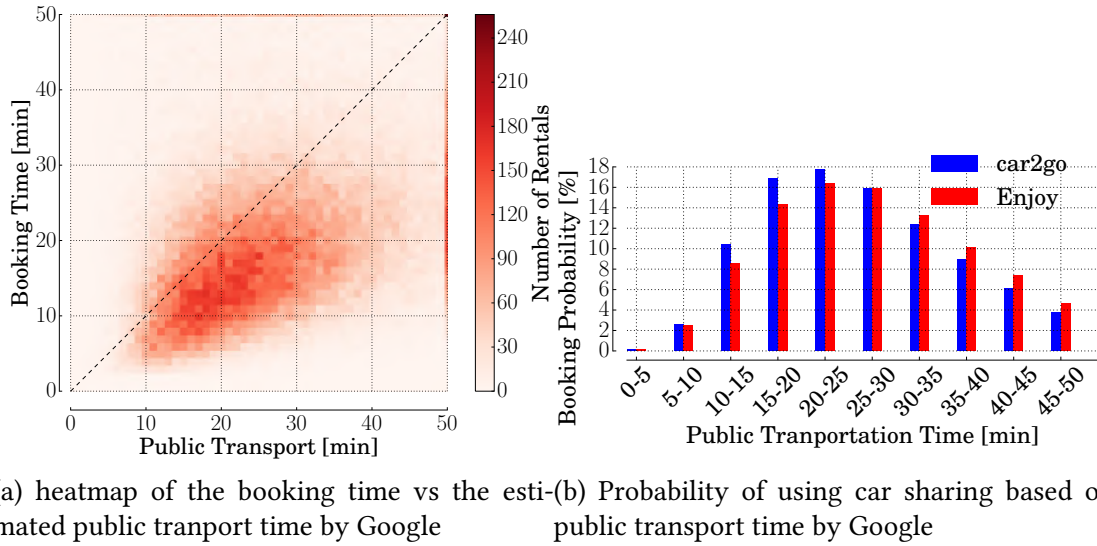 50
40
30
20
10
0
Booking Time [min]
0 10 20 30 40 50
Public Transport [min]
240
210
180
150
120
90
60
30
0
Number of Rentals
18
16
14
12
10
8
6
4
2
0
Booking Probability [%]
car2go
Enjoy
0-5
5-10
10-15
15-20
20-25
25-30
30-35
35-40
40-45
45-50
Public Tranportation Time [min]
a) heatmap of the booking time vs the esti-
mated public tranport time by Google
(b) Probability of using car sharing based o
public transport time by Google